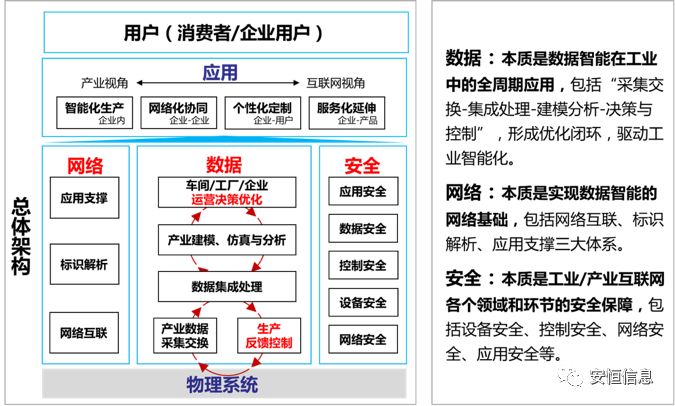 用户（消费者/企业用户）
应用
产业视角
互联网视角
智能化生产
企业内
网络化协同
企业-企业
个性化定制
企业-用户
服务化延伸
企业-产品
总体架构
网络
应用支撑
标识解析
网络互联
数据
车间/工厂/企业
运营决策优化
产业建模、仿真与分析
数据集成处理
产业数据
采集交换
生产
反馈控制
安全
应用安全
数据安全
控制安全
设备安全
网络安全
物理系统
数据：本质是数据智能在工业
中的全周期应用，包括“采集交
换-集成处理-建模分析-决策与
控制”，形成优化闭环，驱动工
业智能化。
网络：本质是实现数据智能的
网络基础，包括网络互联、标识
解析、应用支撑三大体系。
安全：本质是工业/产业互联网
各个领域和环节的安全保障，包
括设备安全、控制安全、网络安
全、应用安全等。
安恒信息